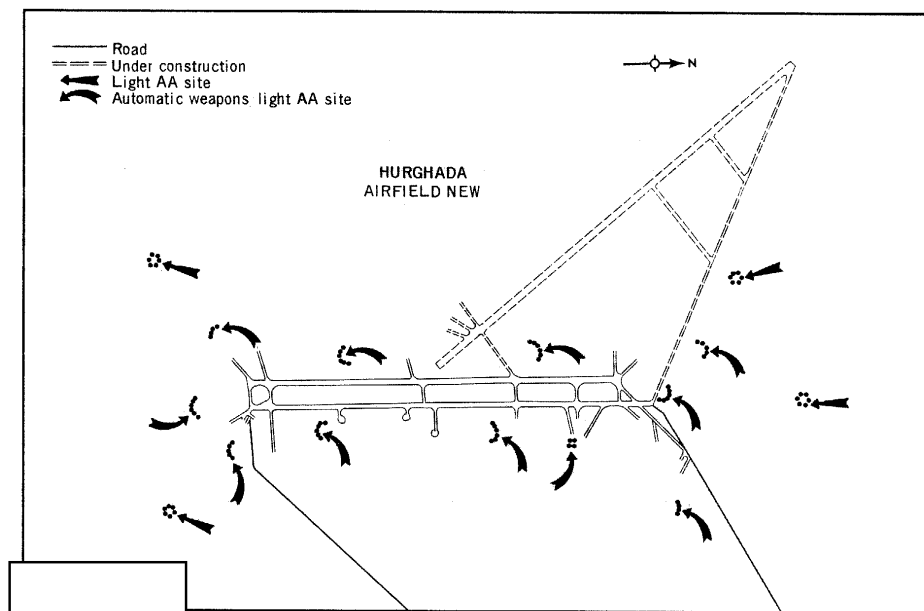 Road
Under construction
Light AA site
Automatic weapons light AA site
N
HURGHADA
AIRFIELD NEW